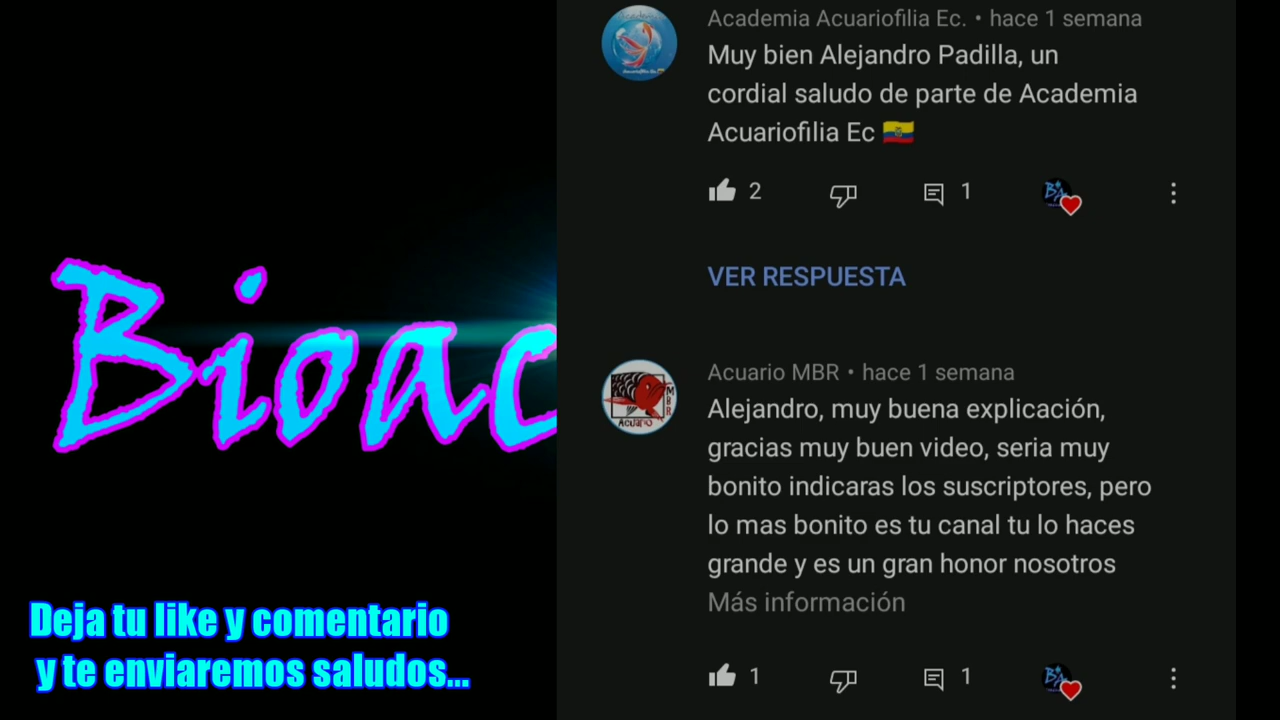 Bioac
Deja tu like y comentario
y te enviaremos saludos...
Academia Acuariofilia Ec. • hace 1 semana
Muy bien Alejandro Padilla, un
cordial saludo de parte de Academia
Acuariofilia Ec 🇪🇨
2
1
VER RESPUESTA
Acuario MBR • hace 1 semana
Alejandro, muy buena explicación,
gracias muy buen video, seria muy
bonito indicaras los suscriptores, pero
lo mas bonito es tu canal tu lo haces
grande y es un gran honor nosotros
Más información
1
1
MBR
Acuario